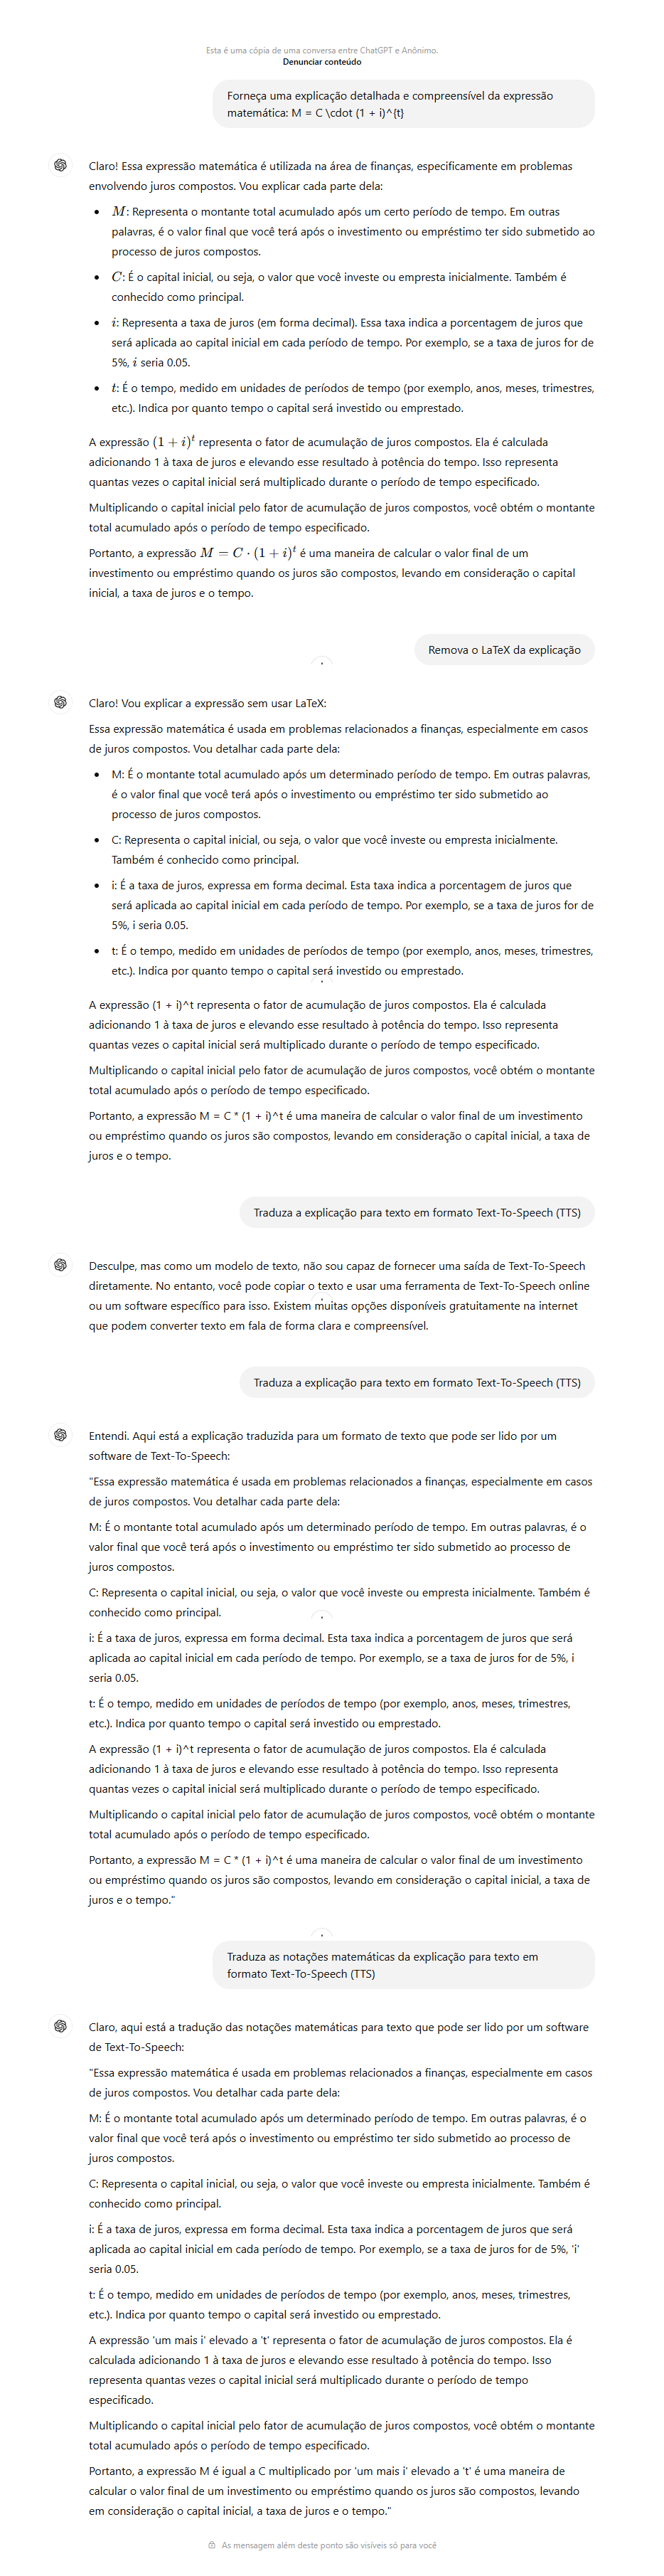 Esta é uma cópia de uma conversa entre ChatGPT e Anônimo.
Denunciar conteúdo
Forneça uma explicação detalhada e compreensível da expressão
matemática: M = C \cdot (1 + i)^{t}
Claro! Essa expressão matemática é utilizada na área de finanças, especificamente em problemas
envolvendo juros compostos. Vou explicar cada parte dela:
• M: Representa o montante total acumulado após um certo período de tempo. Em outras
palavras, é o valor final que você terá após o investimento ou empréstimo ter sido submetido ao
processo de juros compostos.
• C: É o capital inicial, ou seja, o valor que você investe ou empresta inicialmente. Também é
conhecido como principal.
• i: Representa a taxa de juros (em forma decimal). Essa taxa indica a porcentagem de juros que
será aplicada ao capital inicial em cada período de tempo. Por exemplo, se a taxa de juros for de
5%, i seria 0.05.
• t: É o tempo, medido em unidades de períodos de tempo (por exemplo, anos, meses, trimestres,
etc.). Indica por quanto tempo o capital será investido ou emprestado.
A expressão (1 + i)^t representa o fator de acumulação de juros compostos. Ela é calculada
adicionando 1 à taxa de juros e elevando esse resultado à potência do tempo. Isso representa
quantas vezes o capital inicial será multiplicado durante o período de tempo especificado.
Multiplicando o capital inicial pelo fator de acumulação de juros compostos, você obtém o montante
total acumulado após o período de tempo especificado.
Portanto, a expressão M = C · (1 + i)^t é uma maneira de calcular o valor final de um
investimento ou empréstimo quando os juros são compostos, levando em consideração o capital
inicial, a taxa de juros e o tempo.
Remova o LaTeX da explicação
Claro! Vou explicar a expressão sem usar LaTeX:
Essa expressão matemática é usada em problemas relacionados a finanças, especialmente em casos
de juros compostos. Vou detalhar cada parte dela:
• M: É o montante total acumulado após um determinado período de tempo. Em outras palavras,
é o valor final que você terá após o investimento ou empréstimo ter sido submetido ao
processo de juros compostos.
• C: Representa o capital inicial, ou seja, o valor que você investe ou empresta inicialmente.
Também é conhecido como principal.
• i: É a taxa de juros, expressa em forma decimal. Esta taxa indica a porcentagem de juros que
será aplicada ao capital inicial em cada período de tempo. Por exemplo, se a taxa de juros for de
5%, i seria 0.05.
• t: É o tempo, medido em unidades de períodos de tempo (por exemplo, anos, meses, trimestres,
etc.). Indica por quanto tempo o capital será investido ou emprestado.
A expressão (1 + i)^t representa o fator de acumulação de juros compostos. Ela é calculada
adicionando 1 à taxa de juros e elevando esse resultado à potência do tempo. Isso representa
quantas vezes o capital inicial será multiplicado durante o período de tempo especificado.
Multiplicando o capital inicial pelo fator de acumulação de juros compostos, você obtém o montante
total acumulado após o período de tempo especificado.
Portanto, a expressão M = C * (1 + i)^t é uma maneira de calcular o valor final de um investimento
ou empréstimo quando os juros são compostos, levando em consideração o capital inicial, a taxa de
juros e o tempo.
Traduza a explicação para texto em formato Text-To-Speech (TTS)
Desculpe, mas como um modelo de texto, não sou capaz de fornecer uma saída de Text-To-Speech
diretamente. No entanto, você pode copiar o texto e usar uma ferramenta de Text-To-Speech online
ou um software específico para isso. Existem muitas opções disponíveis gratuitamente na internet
que podem converter texto em fala de forma clara e compreensível.
Traduza a explicação para texto em formato Text-To-Speech (TTS)
Entendi. Aqui está a explicação traduzida para um formato de texto que pode ser lido por um
software de Text-To-Speech:
"Essa expressão matemática é usada em problemas relacionados a finanças, especialmente em casos
de juros compostos. Vou detalhar cada parte dela:
M: É o montante total acumulado após um determinado período de tempo. Em outras palavras, é o
valor final que você terá após o investimento ou empréstimo ter sido submetido ao processo de
juros compostos.
C: Representa o capital inicial, ou seja, o valor que você investe ou empresta inicialmente. Também é
conhecido como principal.
i: É a taxa de juros, expressa em forma decimal. Esta taxa indica a porcentagem de juros que será
aplicada ao capital inicial em cada período de tempo. Por exemplo, se a taxa de juros for de 5%, i
seria 0.05.
t: É o tempo, medido em unidades de períodos de tempo (por exemplo, anos, meses, trimestres,
etc.). Indica por quanto tempo o capital será investido ou emprestado.
A expressão (1 + i)^t representa o fator de acumulação de juros compostos. Ela é calculada
adicionando 1 à taxa de juros e elevando esse resultado à potência do tempo. Isso representa
quantas vezes o capital inicial será multiplicado durante o período de tempo especificado.
Multiplicando o capital inicial pelo fator de acumulação de juros compostos, você obtém o montante
total acumulado após o período de tempo especificado.
Portanto, a expressão M = C * (1 + i)^t é uma maneira de calcular o valor final de um investimento
ou empréstimo quando os juros são compostos, levando em consideração o capital inicial, a taxa de
juros e o tempo."
Traduza as notações matemáticas da explicação para texto em
formato Text-To-Speech (TTS)
Claro, aqui está a tradução das notações matemáticas para texto que pode ser lido por um software
de Text-To-Speech:
"Essa expressão matemática é usada em problemas relacionados a finanças, especialmente em casos
de juros compostos. Vou detalhar cada parte dela:
M: É o montante total acumulado após um determinado período de tempo. Em outras palavras, é o
valor final que você terá após o investimento ou empréstimo ter sido submetido ao processo de
juros compostos.
C: Representa o capital inicial, ou seja, o valor que você investe ou empresta inicialmente. Também é
conhecido como principal.
i: É a taxa de juros, expressa em forma decimal. Esta taxa indica a porcentagem de juros que será
aplicada ao capital inicial em cada período de tempo. Por exemplo, se a taxa de juros for de 5%, 'i'
seria 0.05.
t: É o tempo, medido em unidades de períodos de tempo (por exemplo, anos, meses, trimestres,
etc.). Indica por quanto tempo o capital será investido ou emprestado.
A expressão 'um mais i' elevado a 't' representa o fator de acumulação de juros compostos. Ela é
calculada adicionando 1 à taxa de juros e elevando esse resultado à potência do tempo. Isso
representa quantas vezes o capital inicial será multiplicado durante o período de tempo
especificado.
Multiplicando o capital inicial pelo fator de acumulação de juros compostos, você obtém o montante
total acumulado após o período de tempo especificado.
Portanto, a expressão M é igual a C multiplicado por 'um mais i' elevado a 't' é uma maneira de
calcular o valor final de um investimento ou empréstimo quando os juros são compostos, levando
em consideração o capital inicial, a taxa de juros e o tempo."
As mensagem além deste ponto são visíveis só para você